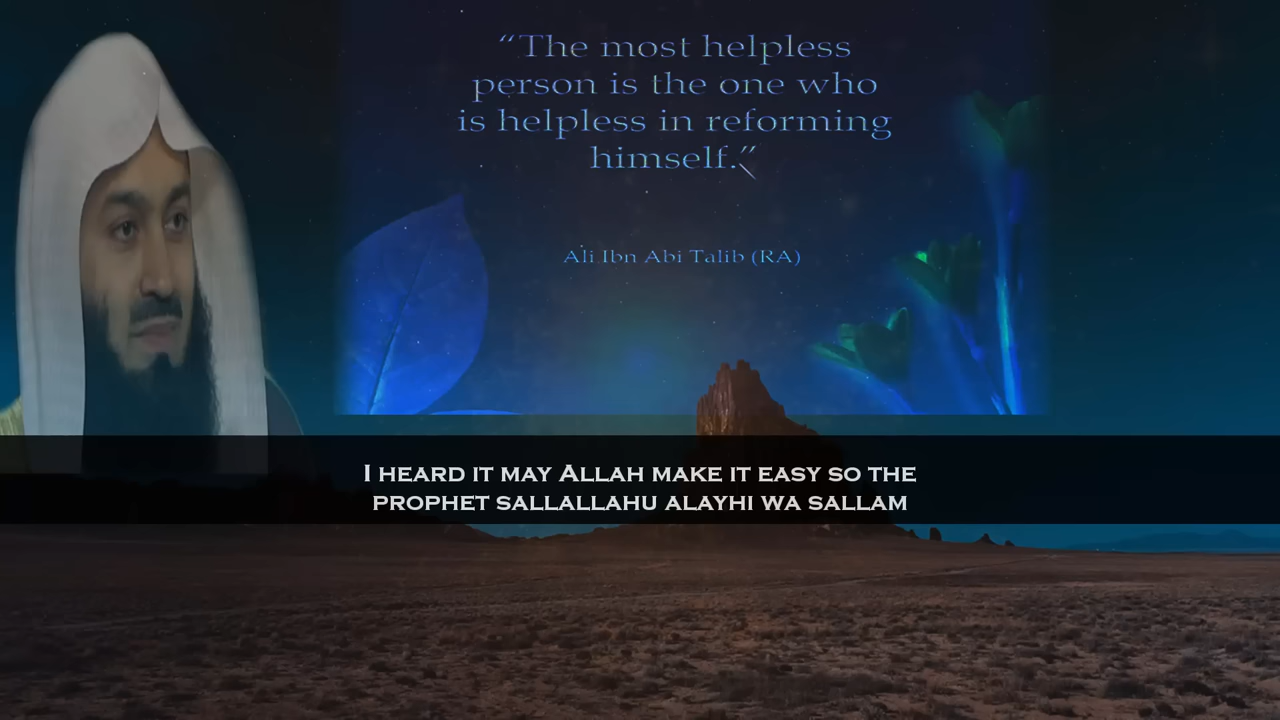 “The most helpless
person is the one who
is helpless in reforming
himself.”
Ali Ibn Abi Talib (RA)
I HEARD IT MAY ALLAH MAKE IT EASY SO THE
PROPHET SALLALLAHU ALAYHI WA SALLAM